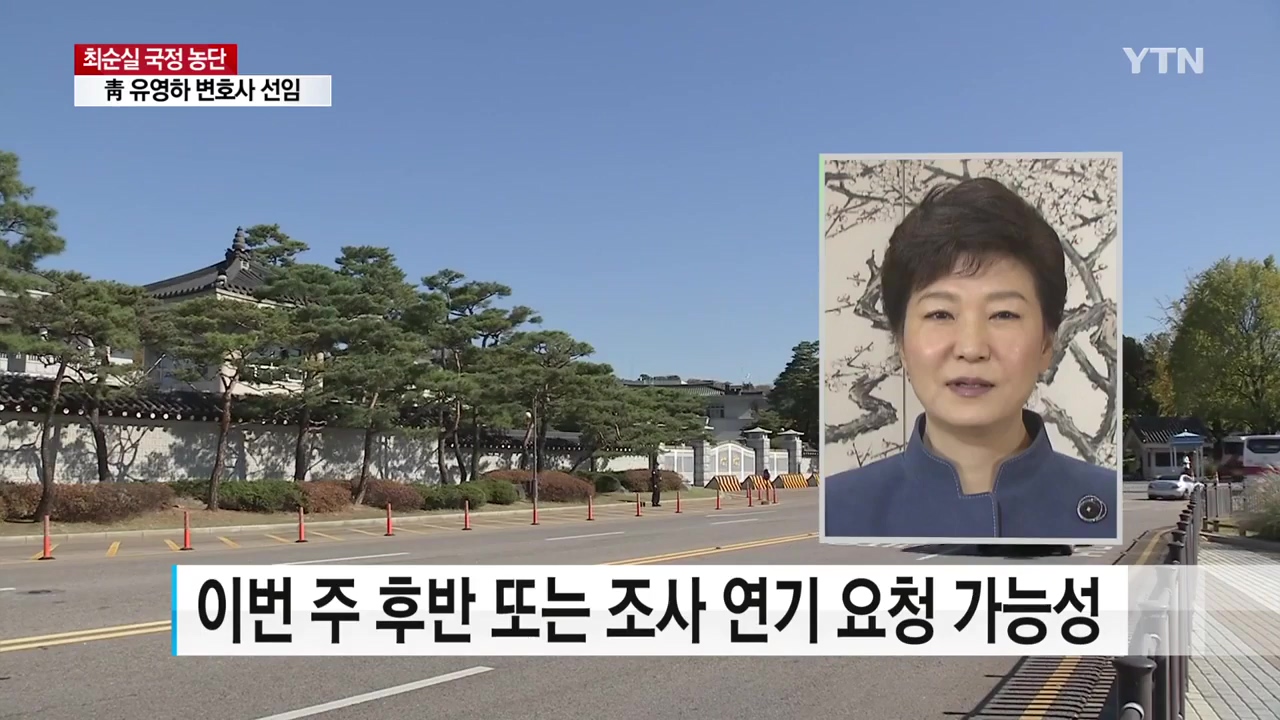 최순실 국정 농단
YTN
靑 유영하 변호사 선임
이번 주 후반 또는 조사 연기 요청 가능성